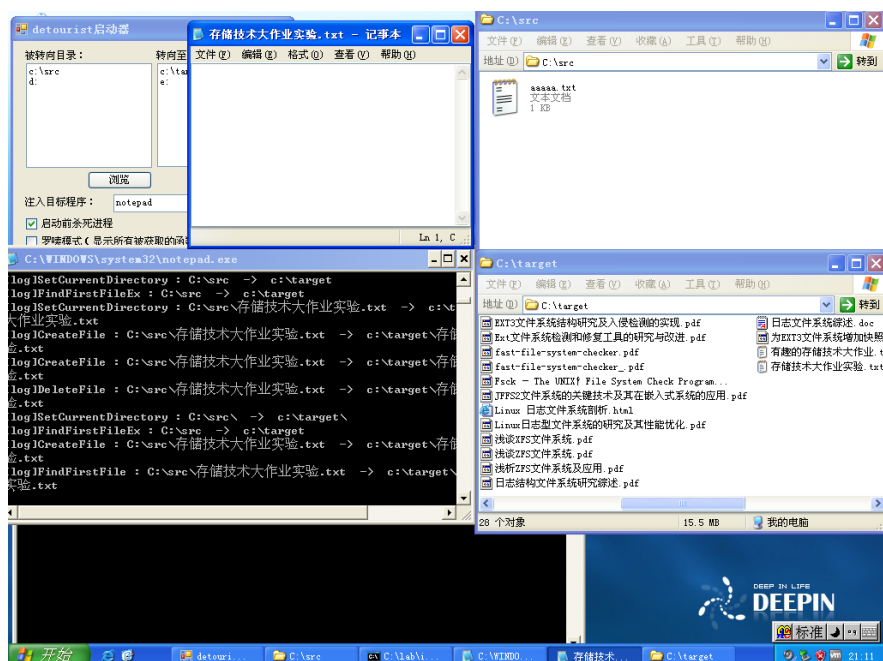 detourist启动器
被转向目录：
转向至
c:\src
d:
c:\tar
e:
浏览
注入目标程序：
notepad
启动前杀死进程
罗嗦模式(显示所有被获取的函
存储技术大作业实验.txt - 记事本
文件(F) 编辑(E) 格式(O) 查看(V) 帮助(H)
Ln 1, C
C:\src
文件(F) 编辑(E) 查看(V) 收藏(A) 工具(T) 帮助(H)
地址(D) C:\src 转到
aaaaa.txt
文本文档
1 KB
C:\WINDOWS\system32\notepad.exe
[log]SetCurrentDirectory : C:\src -> c:\target
[log]FindFirstFileEx : C:\src -> c:\target
[log]SetCurrentDirectory : C:\src\存储技术大作业实验.txt -> c:\t
大作业实验.txt
[log]CreateFile : C:\src\存储技术大作业实验.txt -> c:\target\存储
验.txt
[log]CreateFile : C:\src\存储技术大作业实验.txt -> c:\target\存储
验.txt
[log]DeleteFile : C:\src\存储技术大作业实验.txt -> c:\target\存储
验.txt
[log]SetCurrentDirectory : C:\src\ -> c:\target\
[log]FindFirstFileEx : C:\src -> c:\target
[log]CreateFile : C:\src\存储技术大作业实验.txt -> c:\target\存储
验.txt
[log]FindFirstFile : C:\src\存储技术大作业实验.txt -> c:\target\
实验.txt
C:\target
文件(F) 编辑(E) 查看(V) 收藏(A) 工具(T) 帮助(H)
地址(D) C:\target 转到
EXT3文件系统结构研究及入侵检测的实现.pdf
Ext文件系统检测和修复工具的研究与改进.pdf
fast-file-system-checker.pdf
fast-file-system-checker_.pdf
Fsck - The UNIX† File System Check Program...
JFFS2文件系统的关键技术及其在嵌入式系统的应用.pdf
Linux 日志文件系统剖析.html
Linux日志型文件系统的研究及其性能优化.pdf
浅谈XFS文件系统.pdf
浅谈ZFS文件系统.pdf
浅析ZFS文件系统及应用.pdf
日志结构文件系统研究综述.pdf
日志文件系统综述.doc
为EXT3文件系统增加快照
有趣的存储技术大作业.t
存储技术大作业实验.txt
28 个对象 15.5 MB 我的电脑
DEEP IN LIFE
DEEPIN
标准
开始 detouri... C:\src C:\lab\i... C:\WINDO... 存储技术... C:\target 21:11